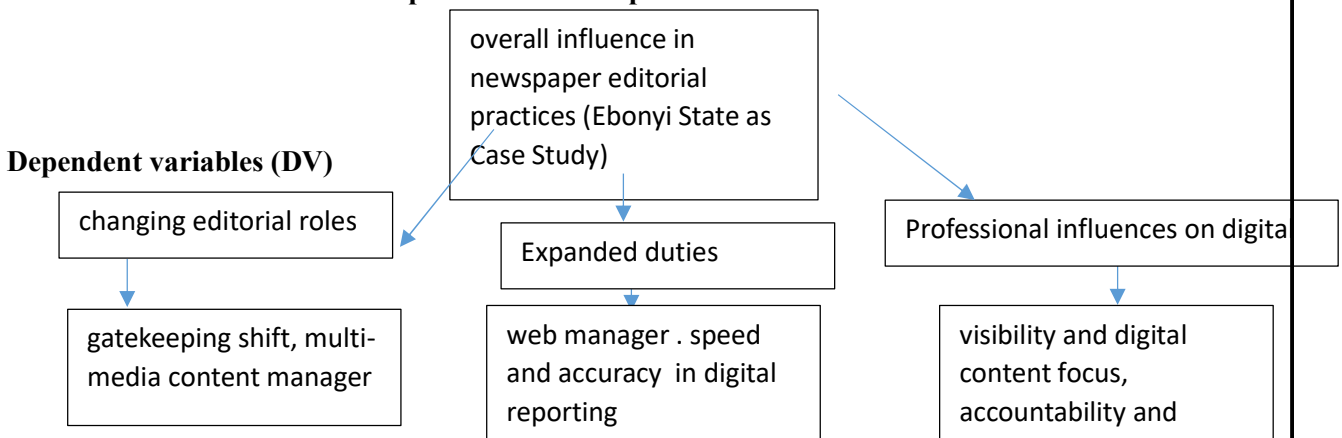 overall influence in
newspaper editorial
practices (Ebonyi State as
Case Study)
Dependent variables (DV)
changing editorial roles
Expanded duties
Professional influences on digital
gatekeeping shift, multi-
media content manager
web manager . speed
and accuracy in digital
reporting
visibility and digital
content focus,
accountability and